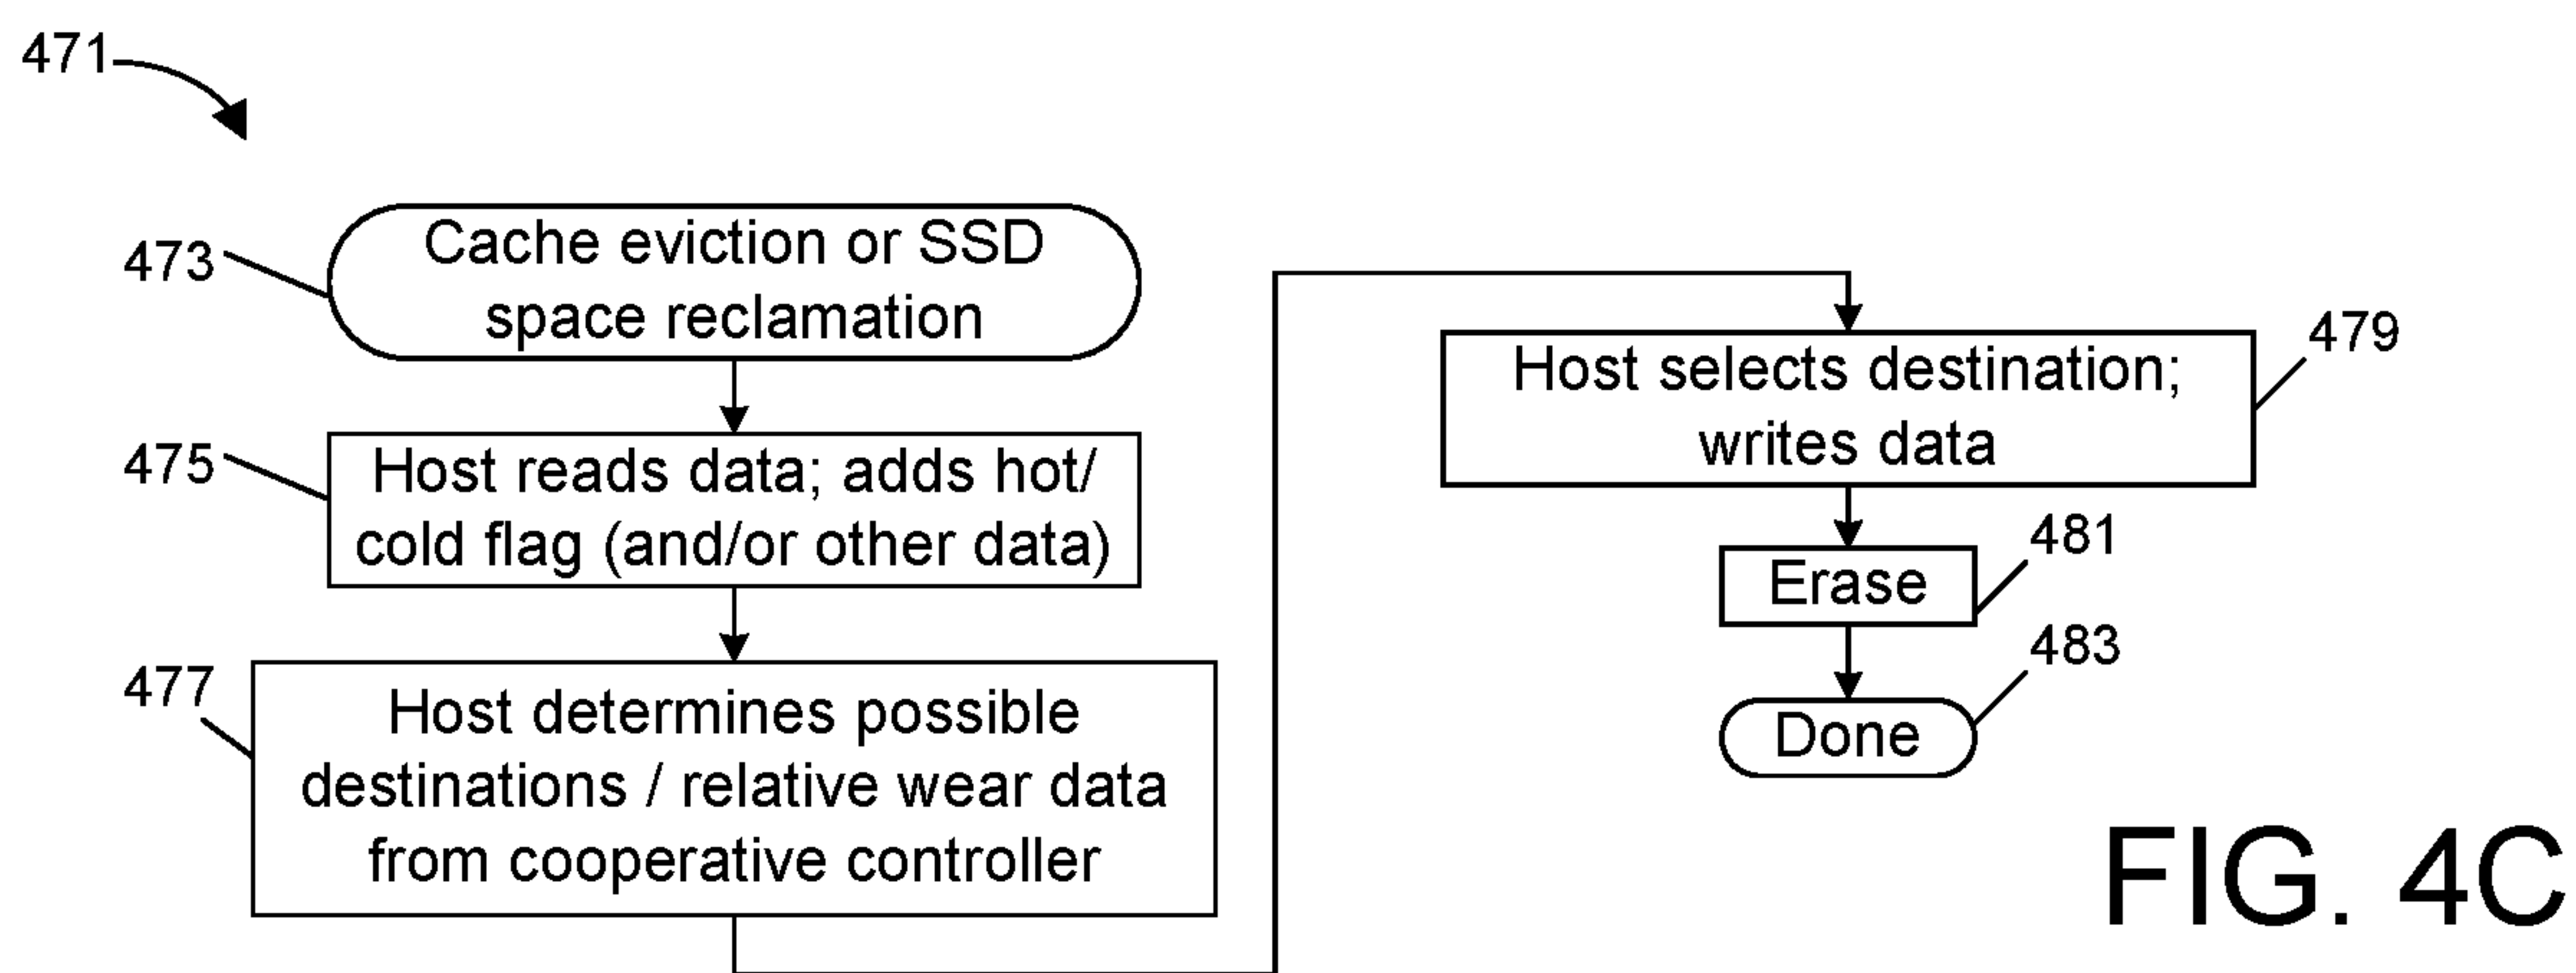 471
473
Cache eviction or SSD
space reclamation
475
Host reads data; adds hot/
cold flag (and/or other data)
477
Host determines possible
destinations / relative wear data
from cooperative controller
479
Host selects destination;
writes data
481
Erase
483
Done
FIG. 4C